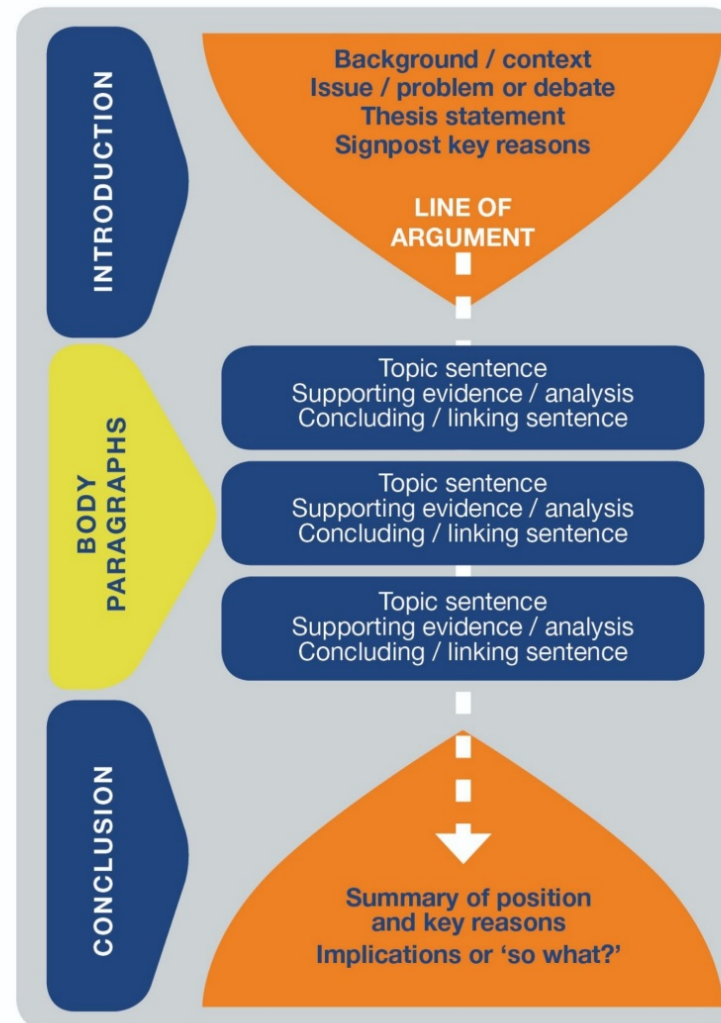 INTRODUCTION
Background / context
Issue / problem or debate
Thesis statement
Signpost key reasons
LINE OF
ARGUMENT
BODY
PARAGRAPHS
Topic sentence
Supporting evidence / analysis
Concluding / linking sentence
Topic sentence
Supporting evidence / analysis
Concluding / linking sentence
Topic sentence
Supporting evidence / analysis
Concluding / linking sentence
CONCLUSION
Summary of position
and key reasons
Implications or ‘so what?’